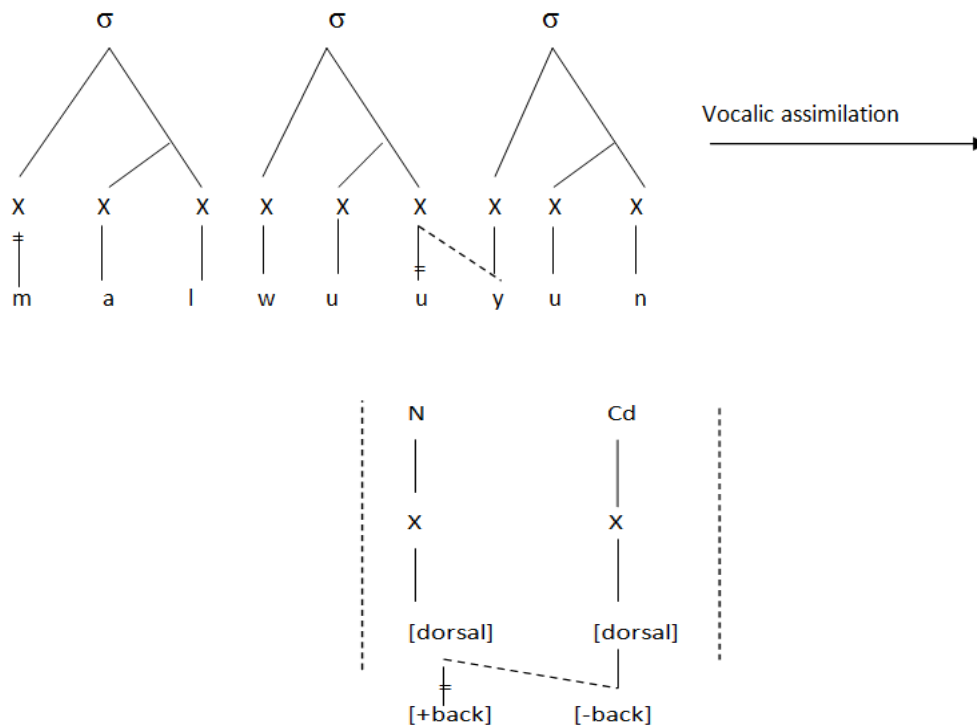 σ σ σ
Vocalic assimilation
X X X X X X X X X
m a l w u u y u n
N Cd
X X
[dorsal] [dorsal]
[+back] [-back]